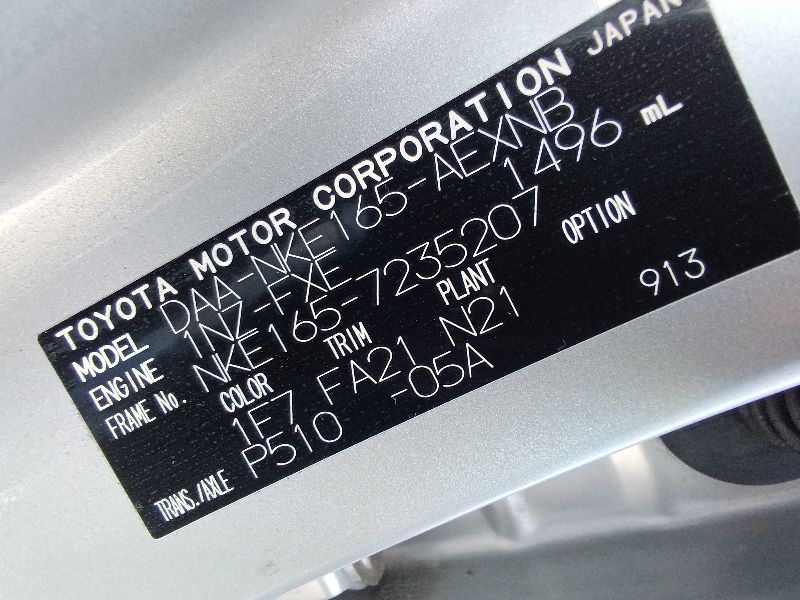 TOYOTA MOTOR CORPORATION JAPAN
MODEL DAA-NKE165-AEXNB
ENGINE 1NZ-FXE 1496 mL
FRAME No. NKE165-7235207
COLOR TRIM PLANT OPTION
1F7 FA21 N21 913
TRANS./AXLE P510 -05A